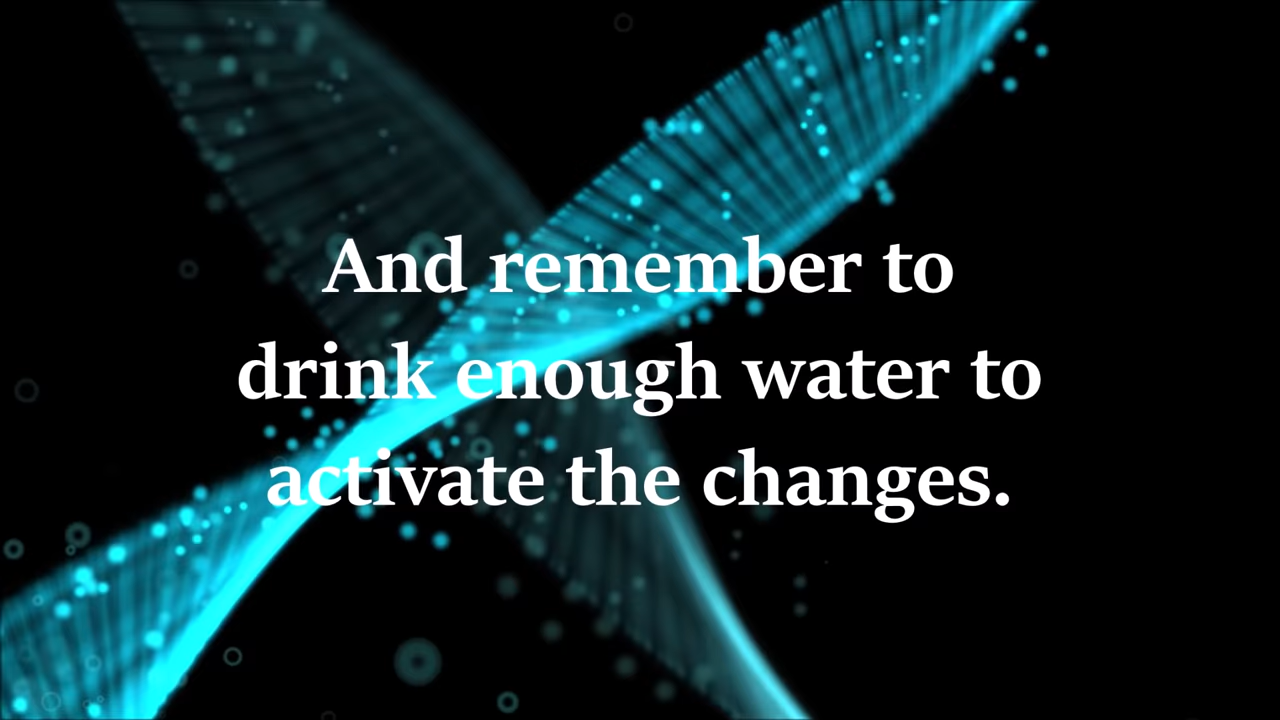 And remember to
drink enough water to
activate the changes.